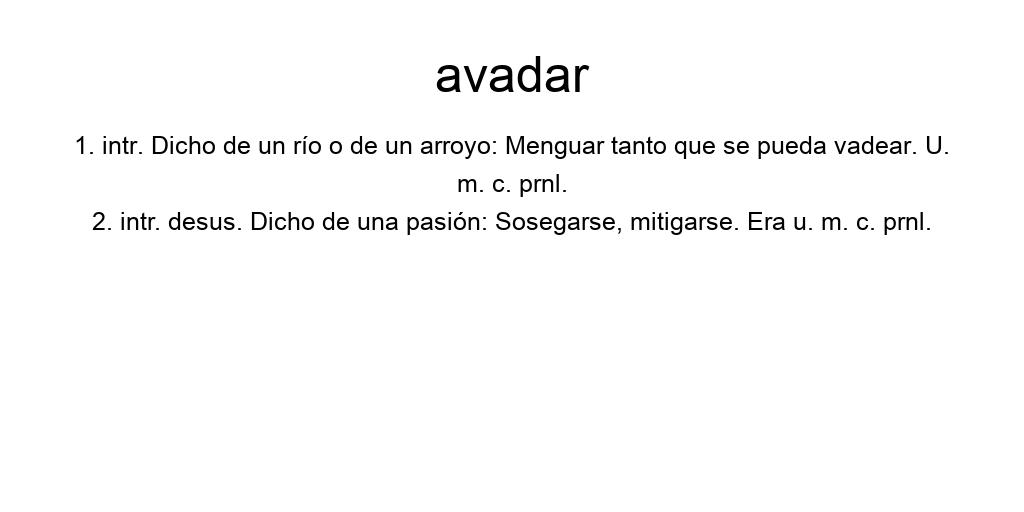 avadar
1. intr. Dicho de un río o de un arroyo: Menguar tanto que se pueda vadear. U.
m. c. prnl.
2. intr. desus. Dicho de una pasión: Sosegarse, mitigarse. Era u. m. c. prnl.